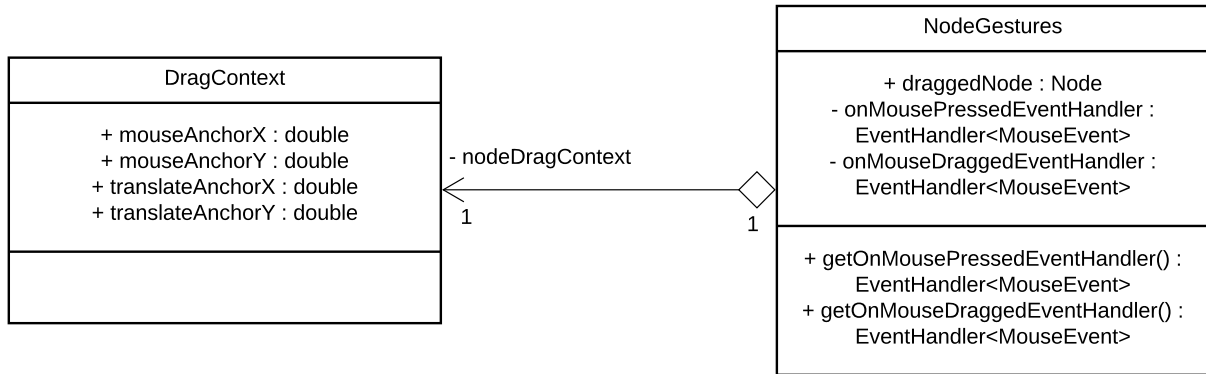 DragContext
+ mouseAnchorX : double
+ mouseAnchorY : double
+ translateAnchorX : double
+ translateAnchorY : double
- nodeDragContext
1
1
NodeGestures
+ draggedNode : Node
- onMousePressedEventHandler :
EventHandler<MouseEvent>
- onMouseDraggedEventHandler :
EventHandler<MouseEvent>
+ getOnMousePressedEventHandler() :
EventHandler<MouseEvent>
+ getOnMouseDraggedEventHandler() :
EventHandler<MouseEvent>